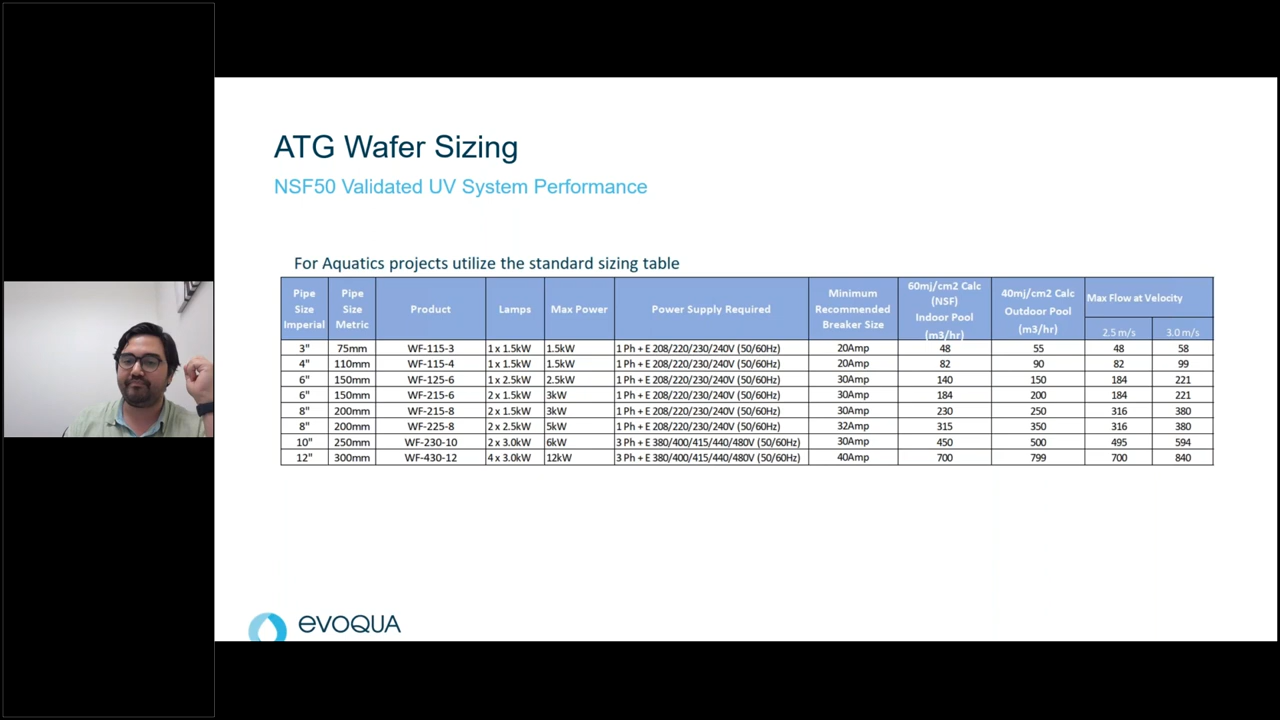 ATG Wafer Sizing
NSF50 Validated UV System Performance
For Aquatics projects utilize the standard sizing table
Pipe Size Imperial Pipe Size Metric Product Lamps Max Power Power Supply Required Minimum Recommended Breaker Size 60mj/cm2 Calc (NSF) Indoor Pool (m3/hr) 40mj/cm2 Calc Outdoor Pool (m3/hr) Max Flow at Velocity
2.5 m/s 3.0 m/s
3" 75mm WF-115-3 1 x 1.5kW 1.5kW 1 Ph + E 208/220/230/240V (50/60Hz) 20Amp 48 55 48 58
4" 110mm WF-115-4 1 x 1.5kW 1.5kW 1 Ph + E 208/220/230/240V (50/60Hz) 20Amp 82 90 82 99
6" 150mm WF-125-6 1 x 2.5kW 2.5kW 1 Ph + E 208/220/230/240V (50/60Hz) 30Amp 140 150 184 221
6" 150mm WF-215-6 2 x 1.5kW 3kW 1 Ph + E 208/220/230/240V (50/60Hz) 30Amp 184 200 184 221
8" 200mm WF-215-8 2 x 1.5kW 3kW 1 Ph + E 208/220/230/240V (50/60Hz) 30Amp 230 250 316 380
8" 200mm WF-225-8 2 x 2.5kW 5kW 1 Ph + E 208/220/230/240V (50/60Hz) 32Amp 315 350 316 380
10" 250mm WF-230-10 2 x 3.0kW 6kW 3 Ph + E 380/400/415/440/480V (50/60Hz) 30Amp 450 500 495 594
12" 300mm WF-430-12 4 x 3.0kW 12kW 3 Ph + E 380/400/415/440/480V (50/60Hz) 40Amp 700 799 700 840
evoqua